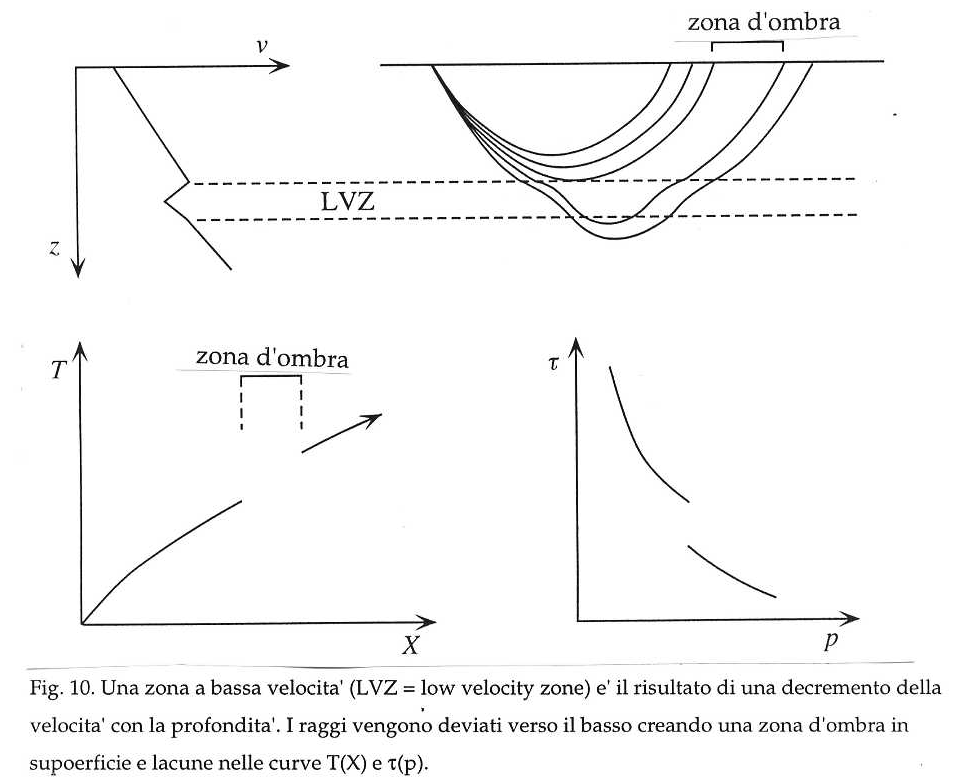 zona d'ombra
v
LVZ
z
zona d'ombra
T
X
τ
p
Fig. 10. Una zona a bassa velocita' (LVZ = low velocity zone) e' il risultato di una decremento della
velocita' con la profondita'. I raggi vengono deviati verso il basso creando una zona d'ombra in
supoerficie e lacune nelle curve T(X) e τ(p).